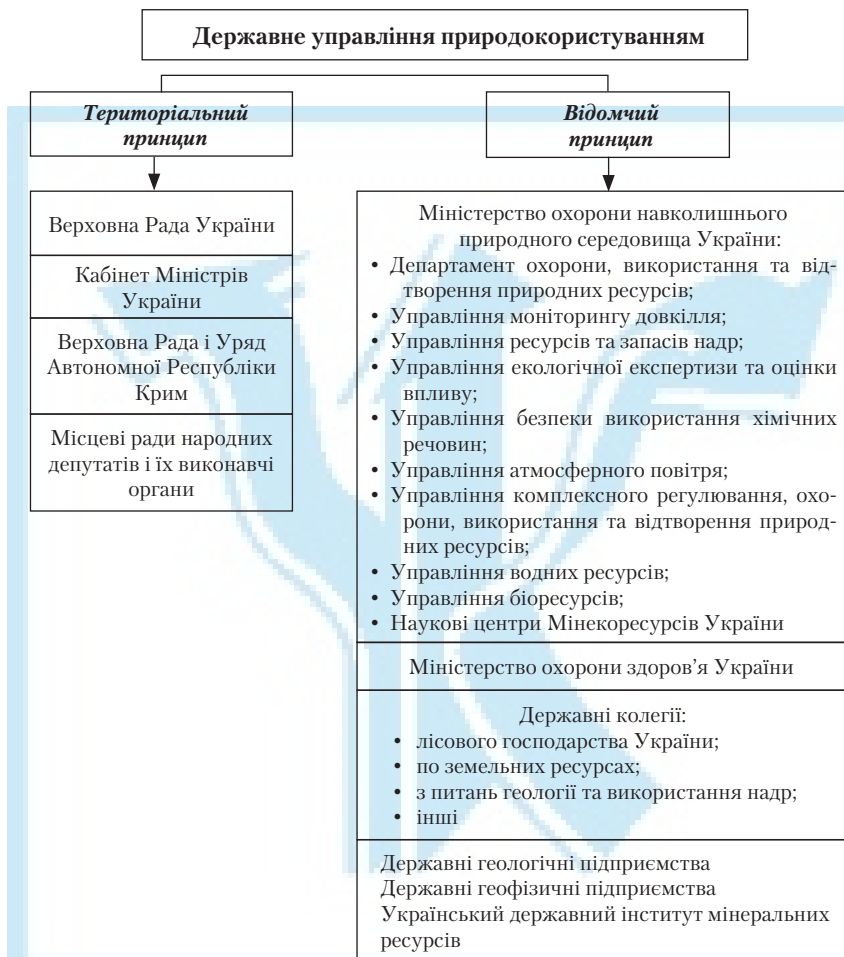 Державне управління природокористуванням
Територіальний
принцип
Верховна Рада України
Кабінет Міністрів
України
Верховна Рада і Уряд
Автономної Республіки
Крим
Місцеві ради народних
депутатів і їх виконавчі
органи
Відомчий
принцип
Міністерство охорони навколишнього
природного середовища України:
• Департамент охорони, використання та від-
творення природних ресурсів;
• Управління моніторингу довкілля;
• Управління ресурсів та запасів надр;
• Управління екологічної експертизи та оцінки
впливу;
• Управління безпеки використання хімічних
речовин;
• Управління атмосферного повітря;
• Управління комплексного регулювання, охо-
рони, використання та відтворення природ-
них ресурсів;
• Управління водних ресурсів;
• Управління біоресурсів;
• Наукові центри Мінекоресурсів України
Міністерство охорони здоров’я України
Державні колегії:
• лісового господарства України;
• по земельних ресурсах;
• з питань геології та використання надр;
• інші
Державні геологічні підприємства
Державні геофізичні підприємства
Український державний інститут мінеральних
ресурсів